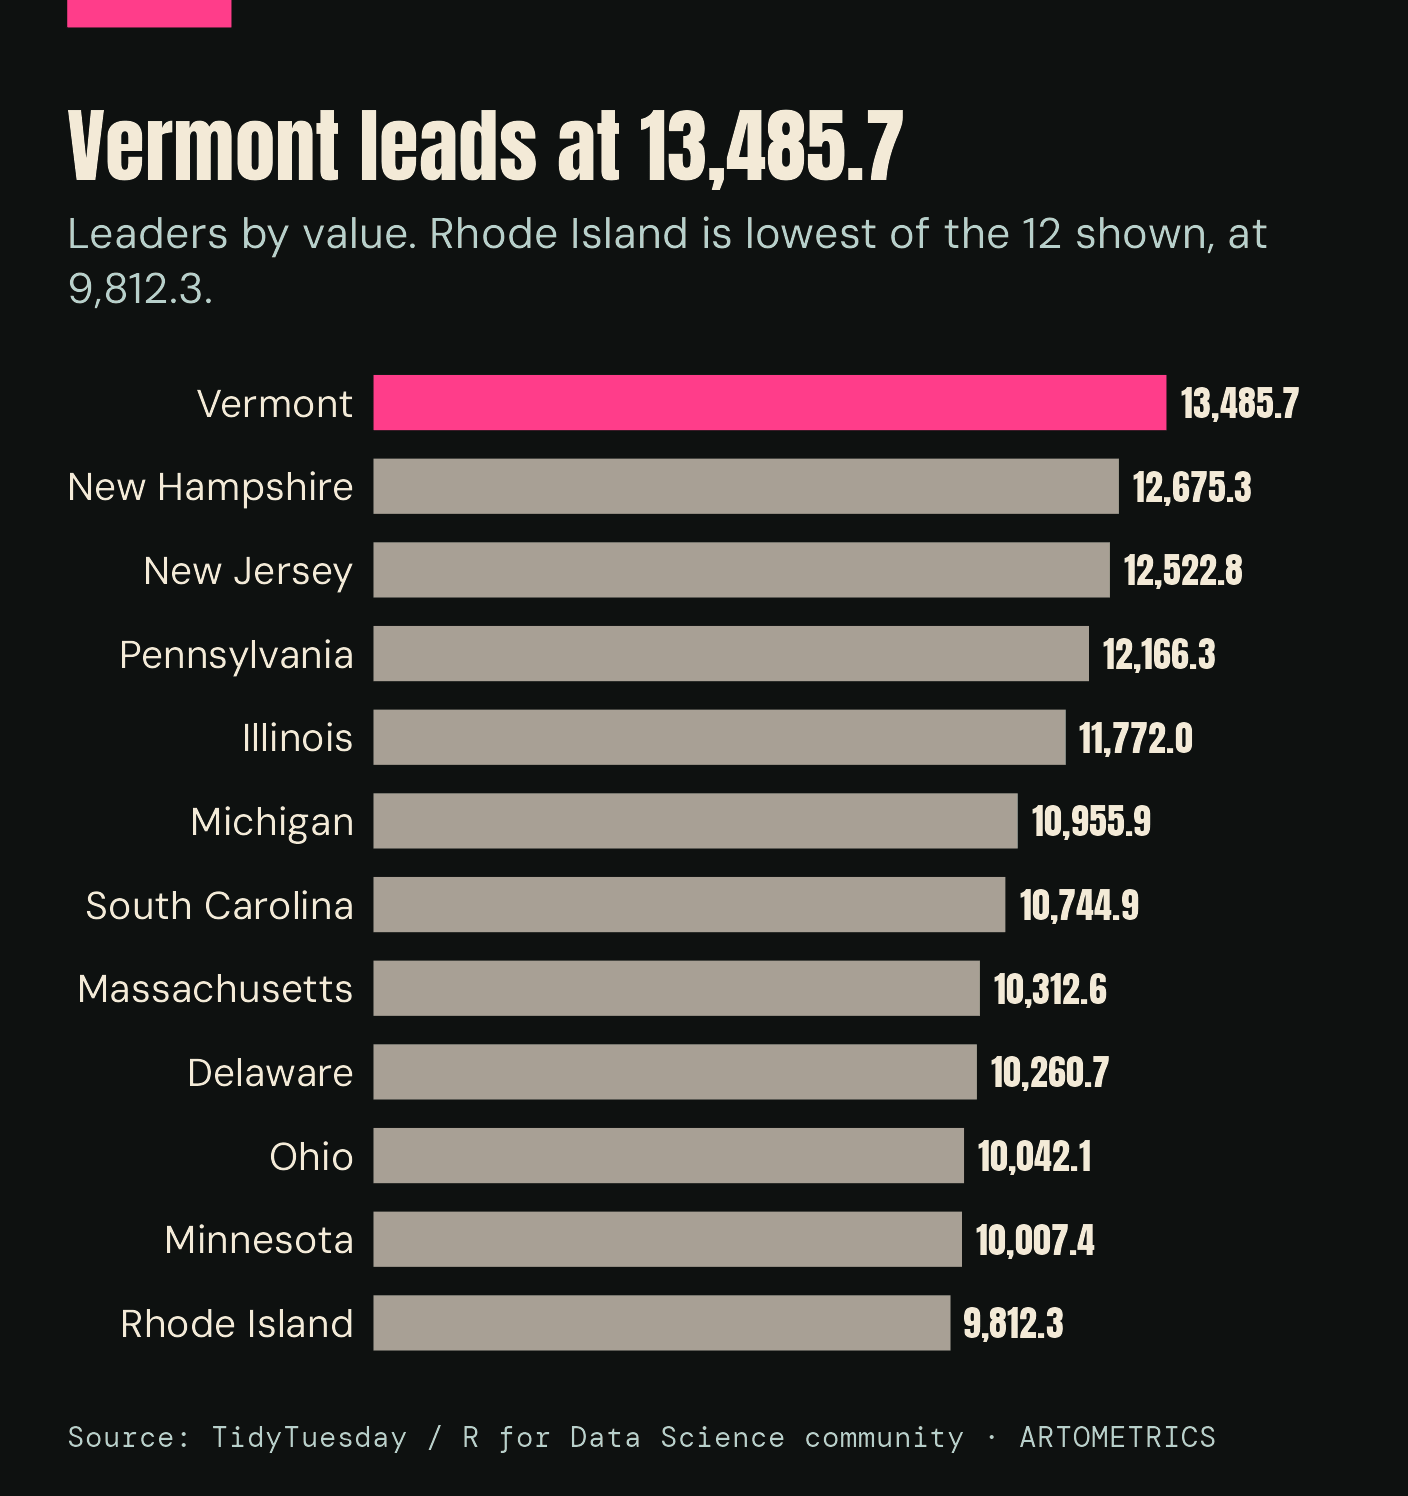 Vermont leads at 13,485.7
Leaders by value. Rhode Island is lowest of the 12 shown, at
9,812.3.
Vermont 13,485.7
New Hampshire 12,675.3
New Jersey 12,522.8
Pennsylvania 12,166.3
Illinois 11,772.0
Michigan 10,955.9
South Carolina 10,744.9
Massachusetts 10,312.6
Delaware 10,260.7
Ohio 10,042.1
Minnesota 10,007.4
Rhode Island 9,812.3
Source: TidyTuesday / R for Data Science community · ARTOMETRICS